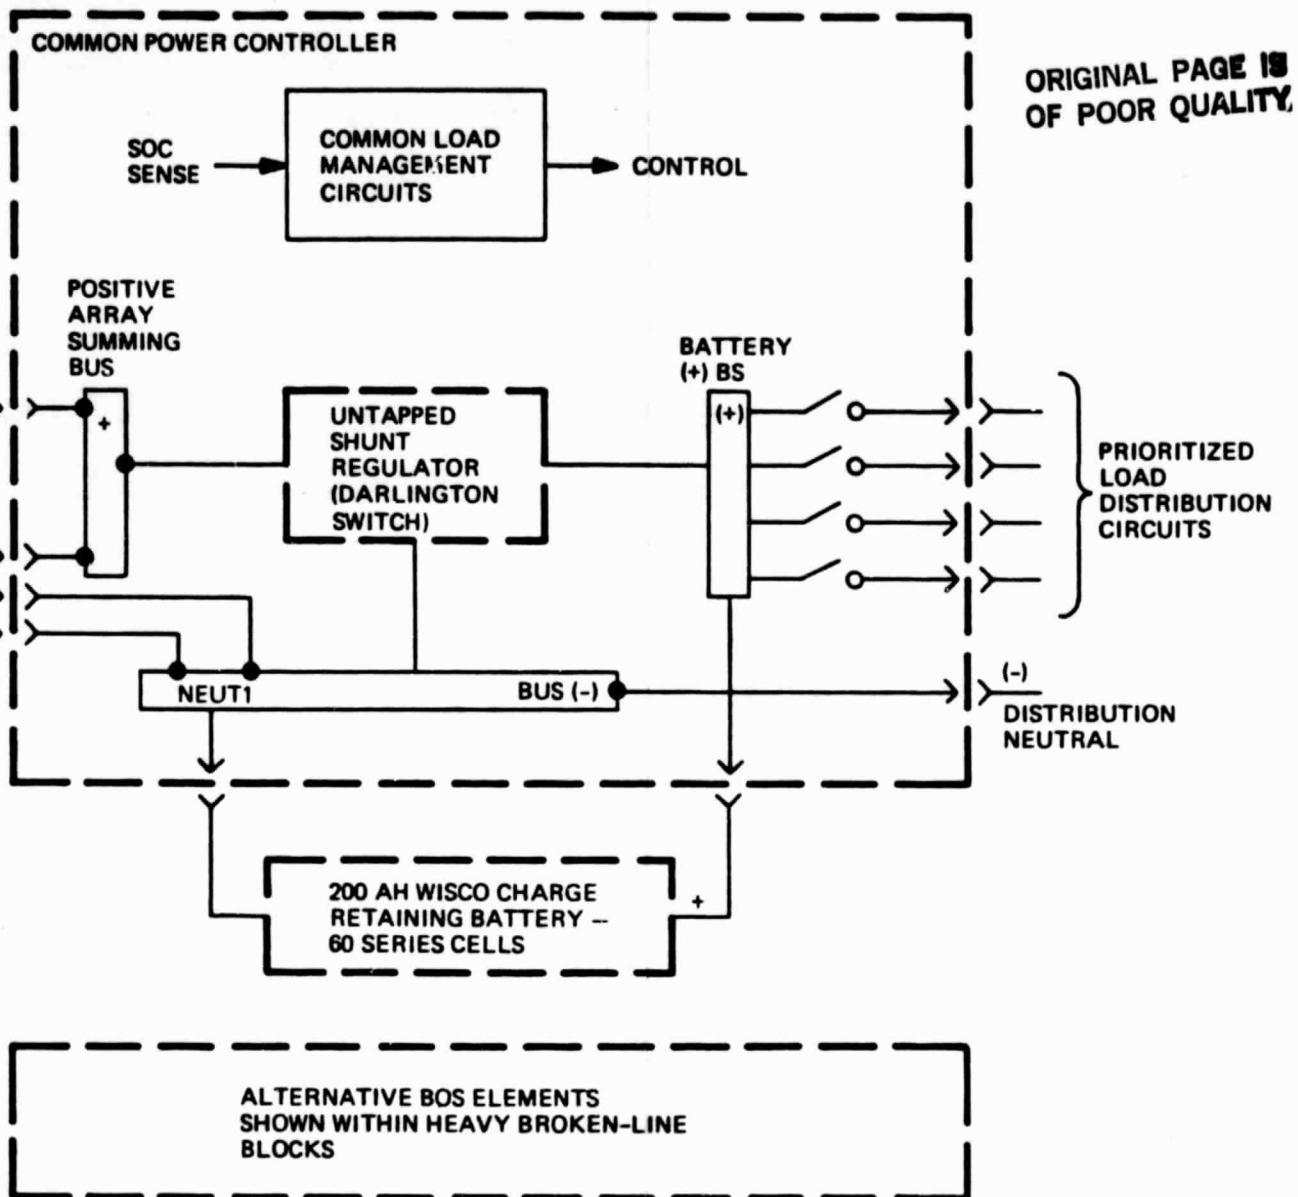 COMMON POWER CONTROLLER
ORIGINAL PAGE IS
OF POOR QUALITY
SOC
SENSE
COMMON LOAD
MANAGEMENT
CIRCUITS
CONTROL
POSITIVE
ARRAY
SUMMING
BUS
+
UNTAPPED
SHUNT
REGULATOR
(DARLINGTON
SWITCH)
BATTERY
(+) BS
(+)
PRIORITIZED
LOAD
DISTRIBUTION
CIRCUITS
NEUT1
BUS (-)
(-)
DISTRIBUTION
NEUTRAL
200 AH WISCO CHARGE
RETAINING BATTERY –
60 SERIES CELLS
+
ALTERNATIVE BOS ELEMENTS
SHOWN WITHIN HEAVY BROKEN-LINE
BLOCKS